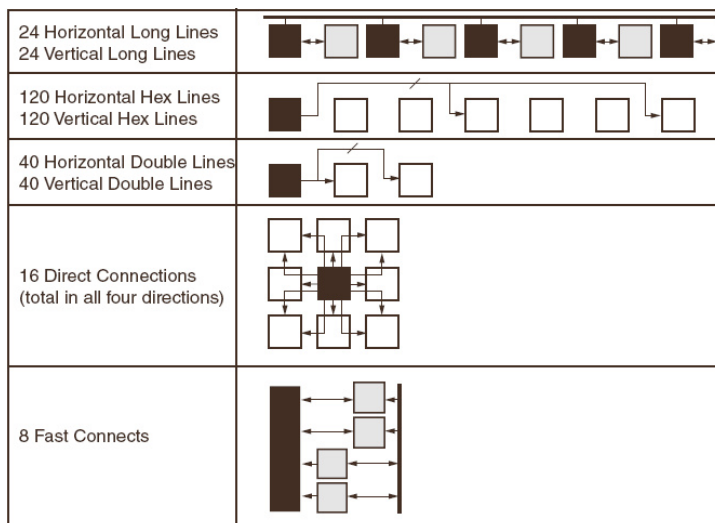 24 Horizontal Long Lines
24 Vertical Long Lines
120 Horizontal Hex Lines
120 Vertical Hex Lines
40 Horizontal Double Lines
40 Vertical Double Lines
16 Direct Connections
(total in all four directions)
8 Fast Connects